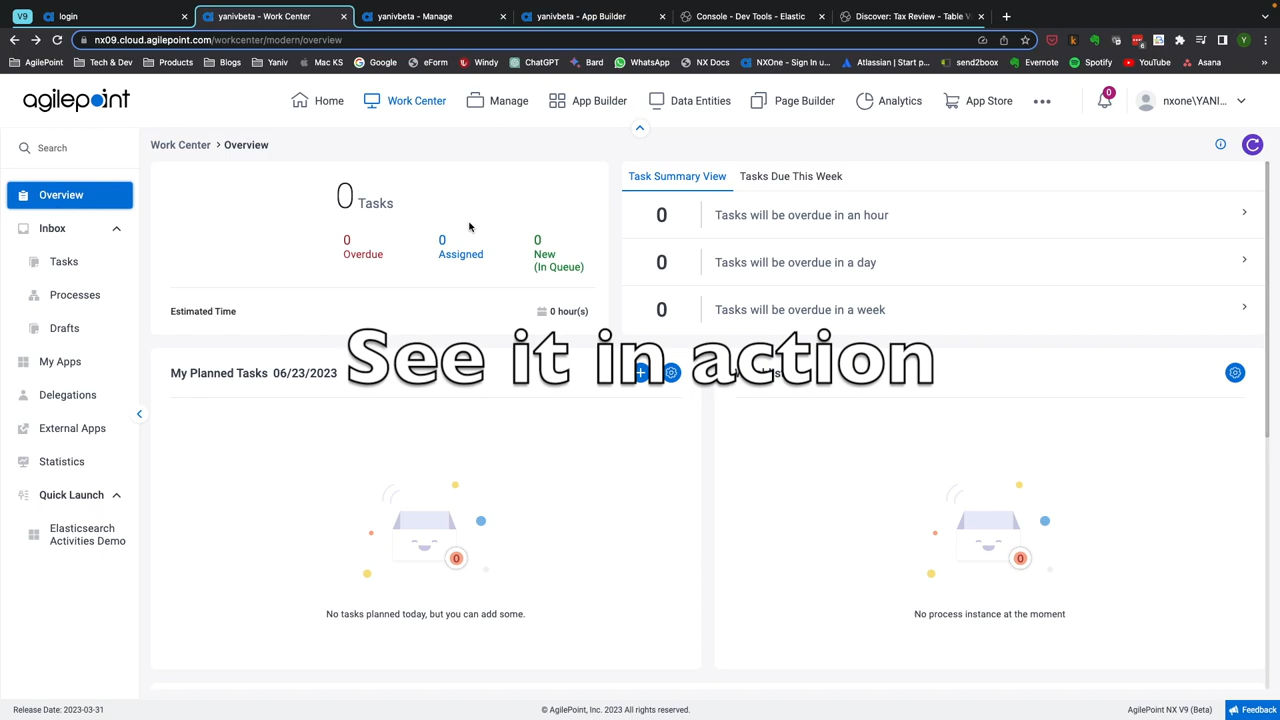 V9
login
yanivbeta - Work Center
yanivbeta - Manage
yanivbeta - App Builder
Console - Dev Tools - Elastic
Discover: Tax Review - Table V
nx09.cloud.agilepoint.com/workcenter/modern/overview
AgilePoint
Tech & Dev
Products
Blogs
Yaniv
Mac KS
Google
eForm
Windy
ChatGPT
Bard
WhatsApp
NX Docs
NXOne - Sign In u...
Atlassian | Start p...
send2boox
Evernote
Spotify
YouTube
Asana
agilepoint
Home
Work Center
Manage
App Builder
Data Entities
Page Builder
Analytics
App Store
0
nxone\YANI...
Search
Work Center > Overview
Overview
Inbox
Tasks
Processes
Drafts
My Apps
Delegations
External Apps
Statistics
Quick Launch
Elasticsearch
Activities Demo
0 Tasks
0
Overdue
0
Assigned
0
New
(In Queue)
Estimated Time
0 hour(s)
Task Summary View
Tasks Due This Week
0 Tasks will be overdue in an hour
0 Tasks will be overdue in a day
0 Tasks will be overdue in a week
See it in action
My Planned Tasks 06/23/2023
0
No tasks planned today, but you can add some.
0
No process instance at the moment
Release Date: 2023-03-31
© AgilePoint, Inc. 2023 All rights reserved.
AgilePoint NX V9 (Beta)
Feedback